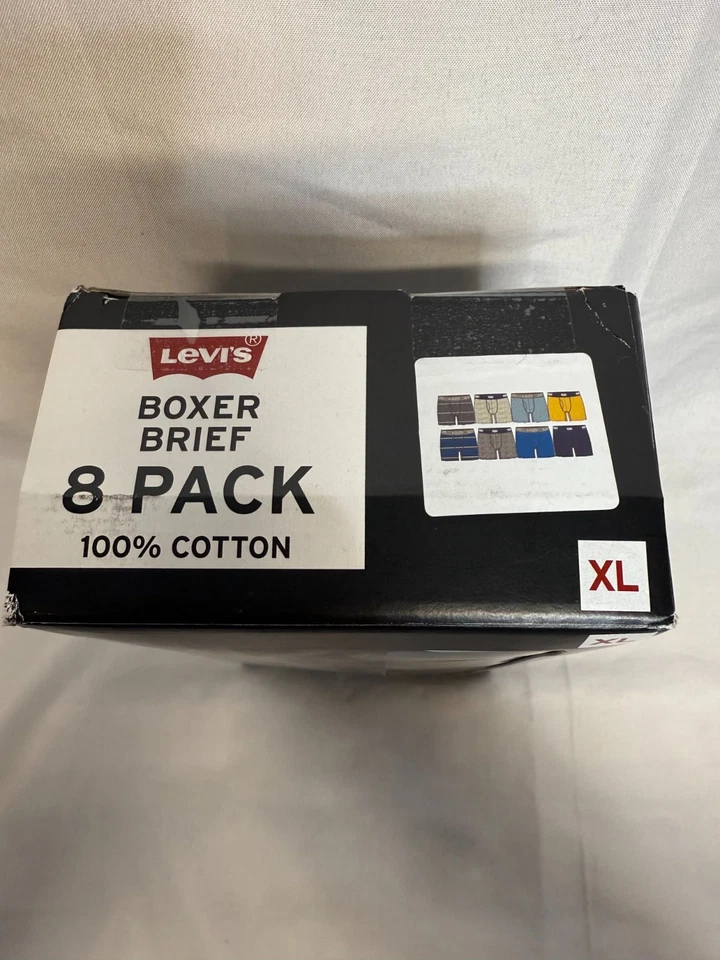 LEVI'S®
BOXER
BRIEF
8 PACK
100% COTTON
XL
XL